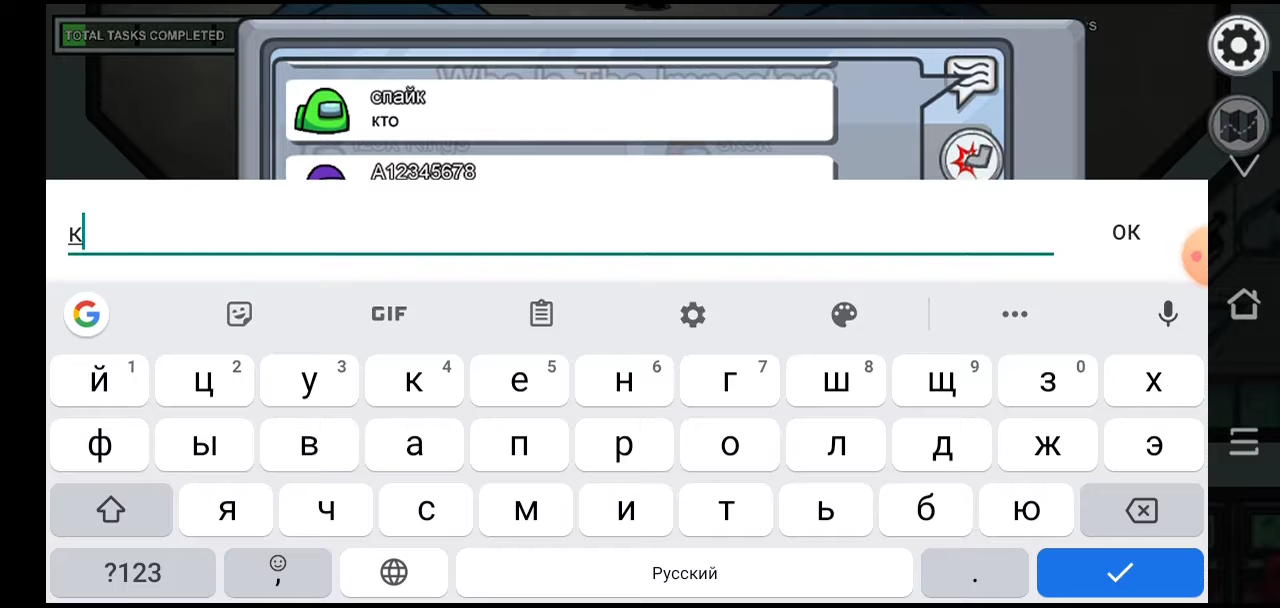 TOTAL TASKS COMPLETED
Who Is The Impostor?
спайк
кто
A12345678
к
ОК
GIF
й 1 ц 2 у 3 к 4 е 5 н 6 г 7 ш 8 щ 9 з 0 х
ф ы в а п р о л д ж э
я ч с м и т ь б ю
?123 , Русский .